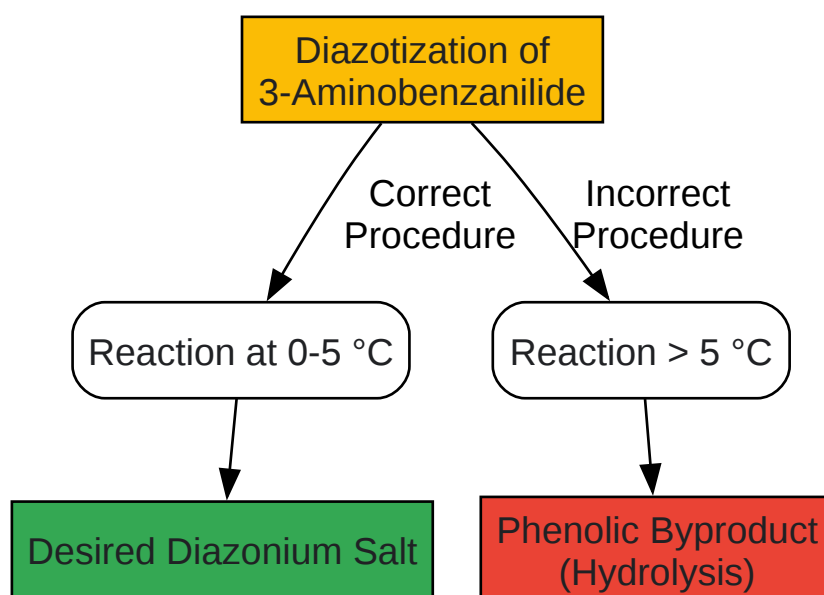 Diazotization of
3-Aminobenzanilide
Correct
Procedure
Incorrect
Procedure
Reaction at 0-5 °C
Reaction > 5 °C
Desired Diazonium Salt
Phenolic Byproduct
(Hydrolysis)